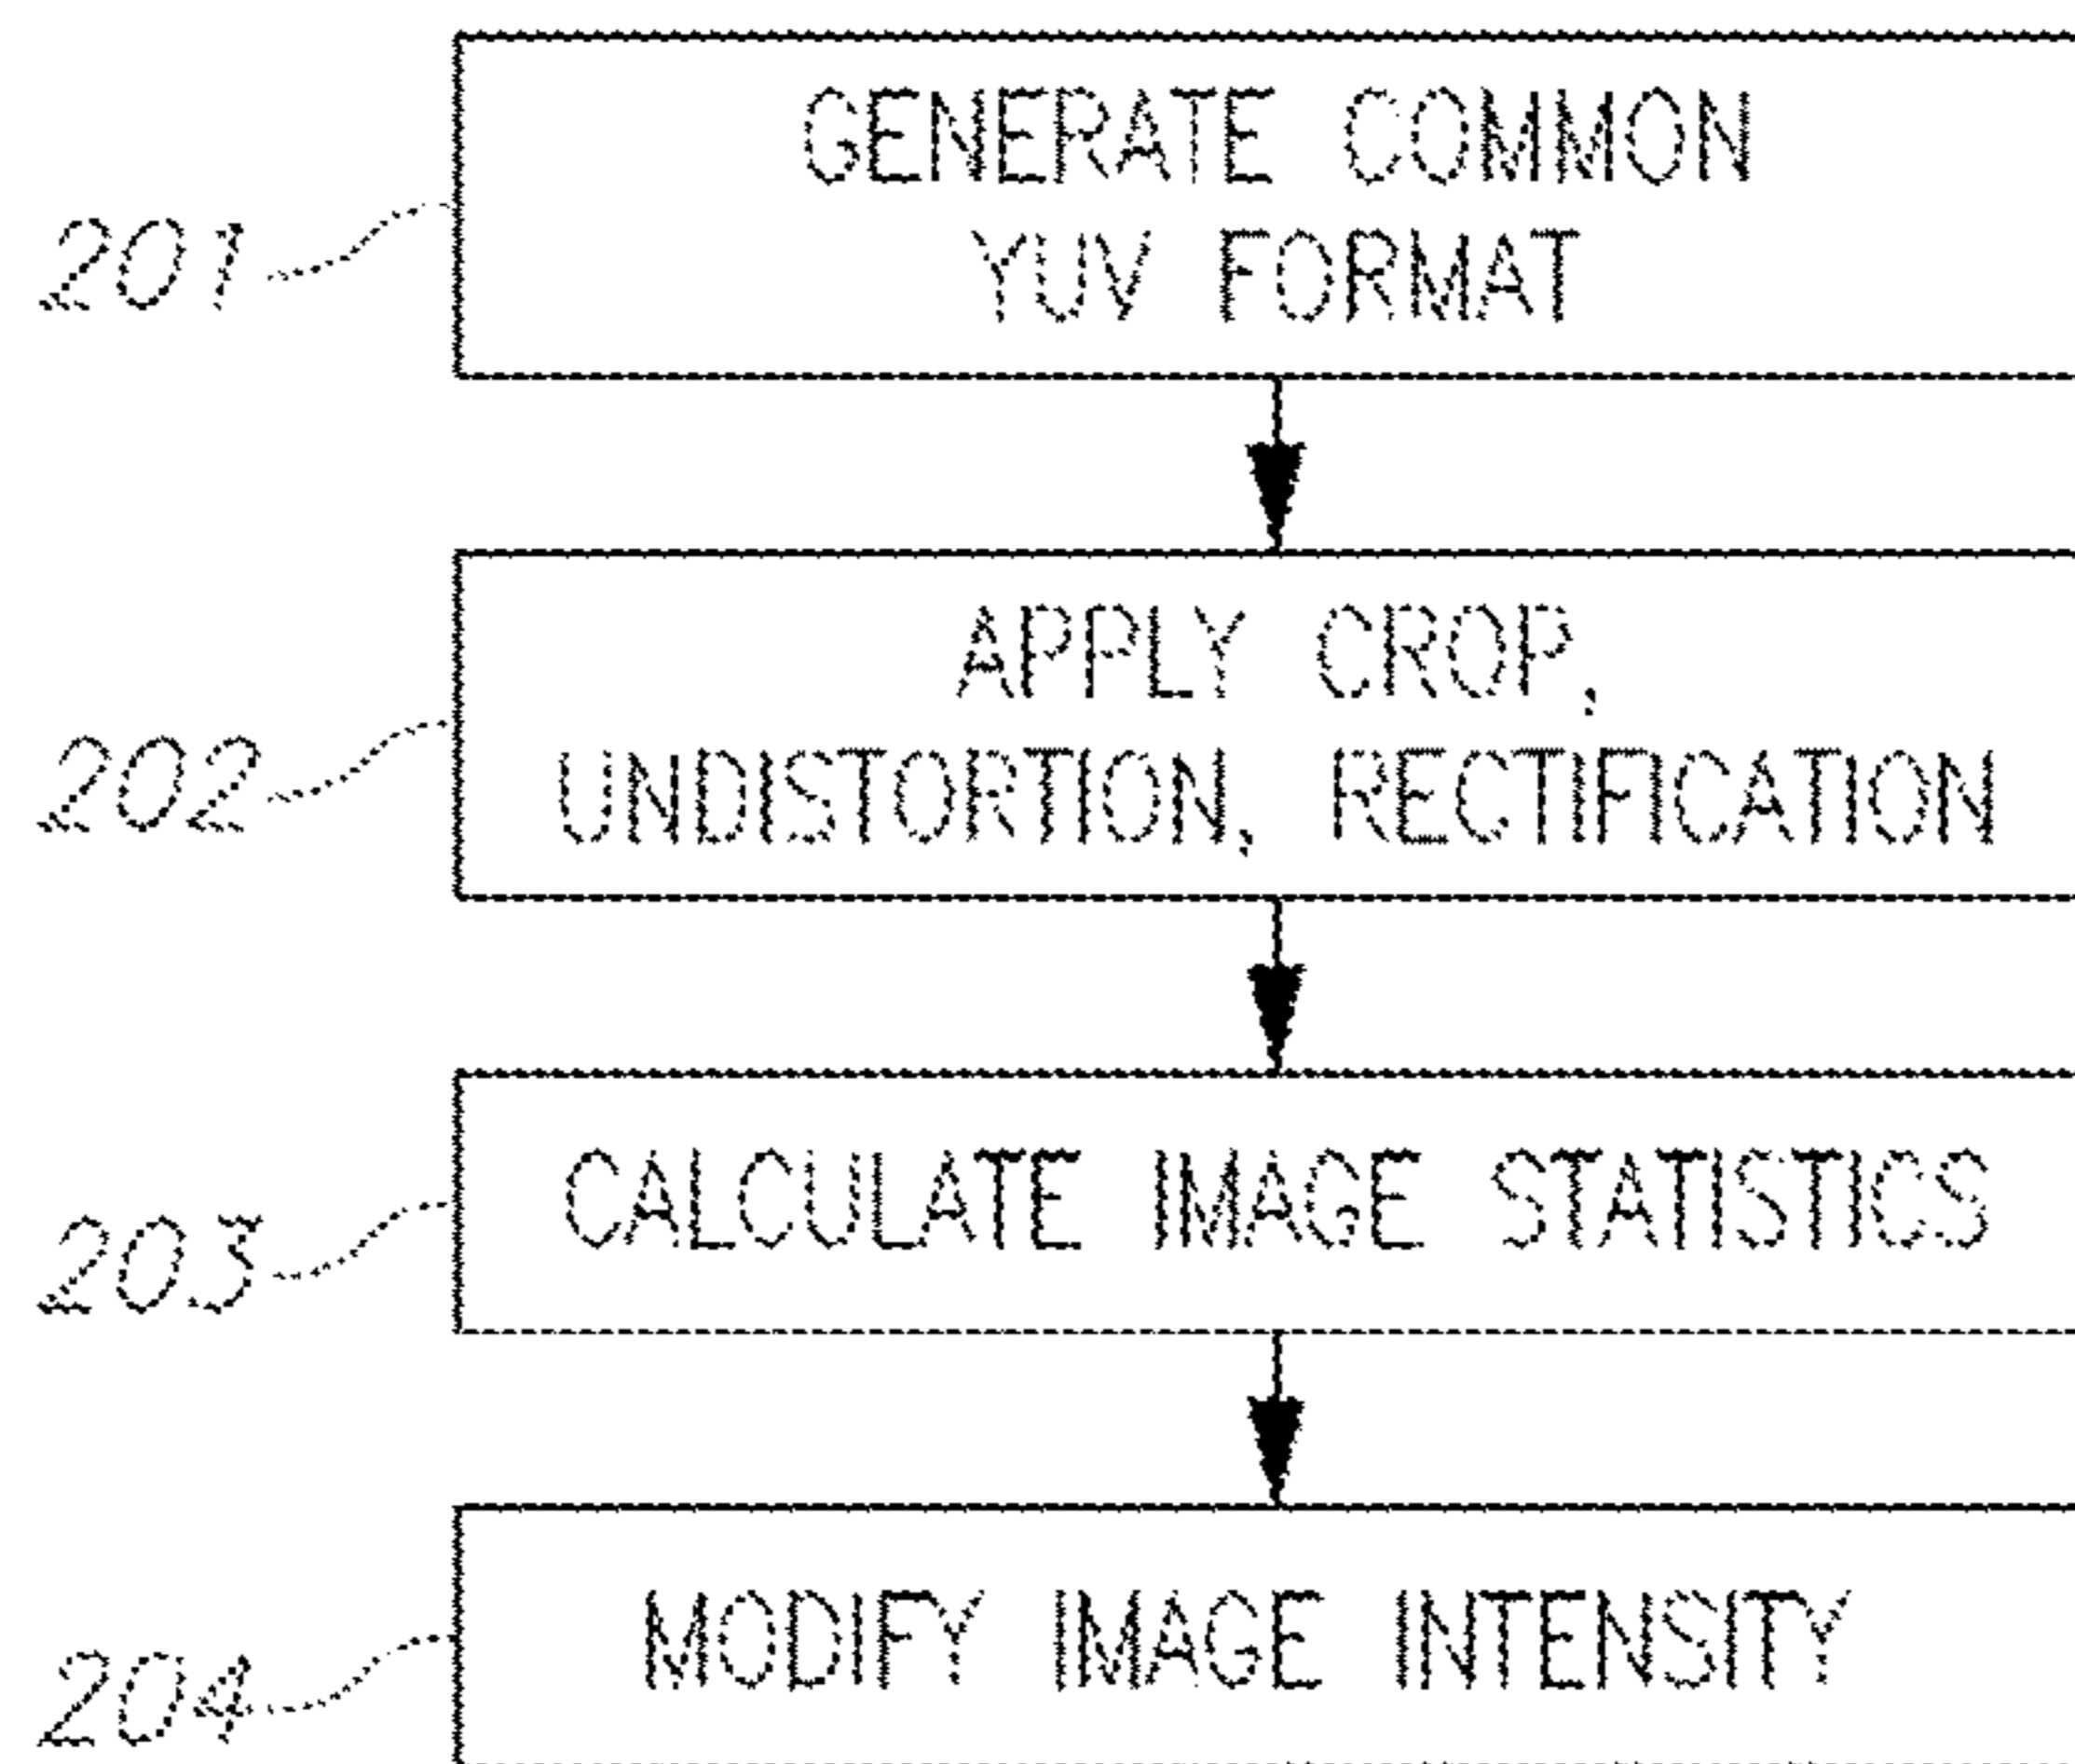 GENERATE COMMON
YUV FORMAT
201
APPLY CROP,
UNDISTORTION, RECTIFICATION
202
CALCULATE IMAGE STATISTICS
203
MODIFY IMAGE INTENSITY
204